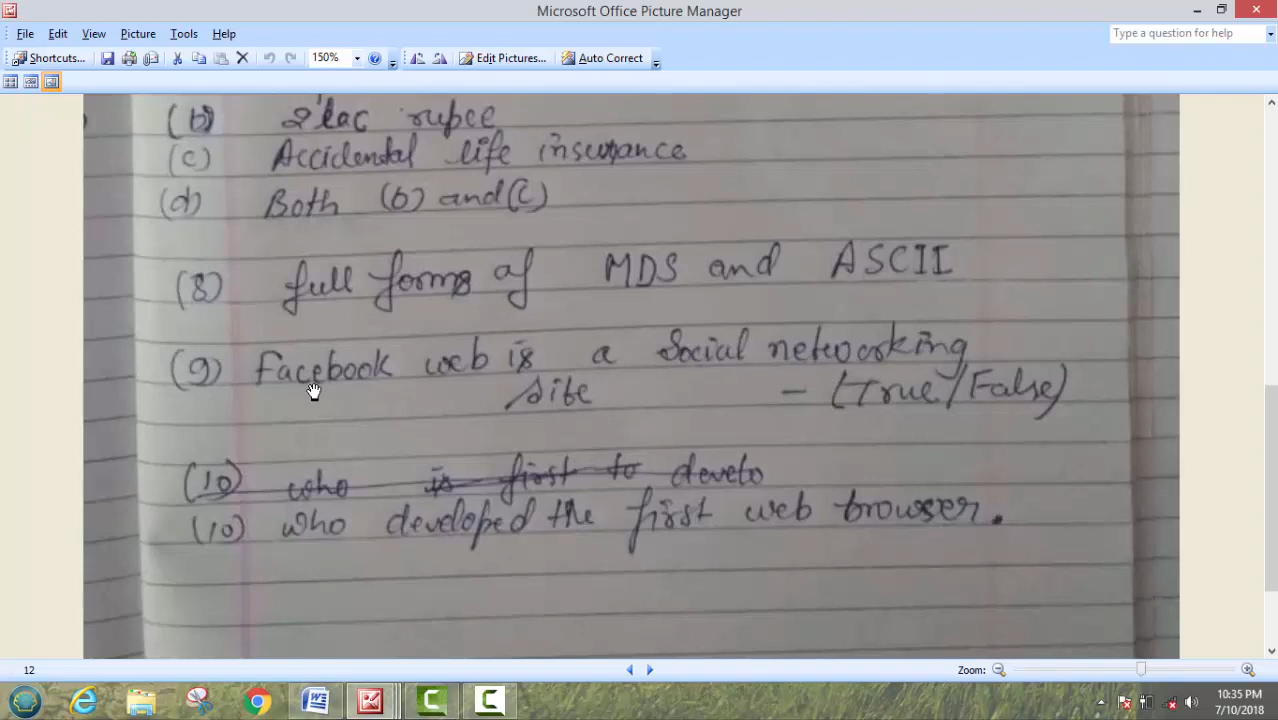 Microsoft Office Picture Manager
File Edit View Picture Tools Help
Type a question for help
Shortcuts... 150% Edit Pictures... Auto Correct
(b) 2 lac rupee
(c) Accidental life insurance
(d) Both (b) and (c)
(8) full forms of MDS and ASCII
(9) Facebook web is a social networking
site - (True/False)
(10) who is first to develo
(10) who developed the first web browser.
12
Zoom:
10:35 PM
7/10/2018